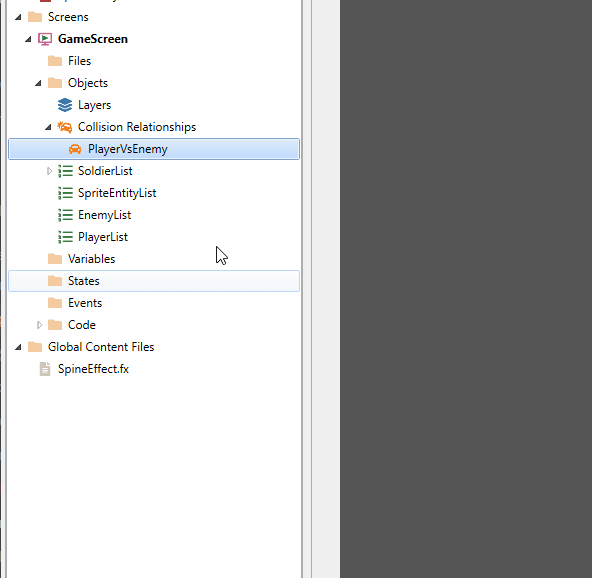 Screens
GameScreen
Files
Objects
Layers
Collision Relationships
PlayerVsEnemy
SoldierList
SpriteEntityList
EnemyList
PlayerList
Variables
States
Events
Code
Global Content Files
SpineEffect.fx